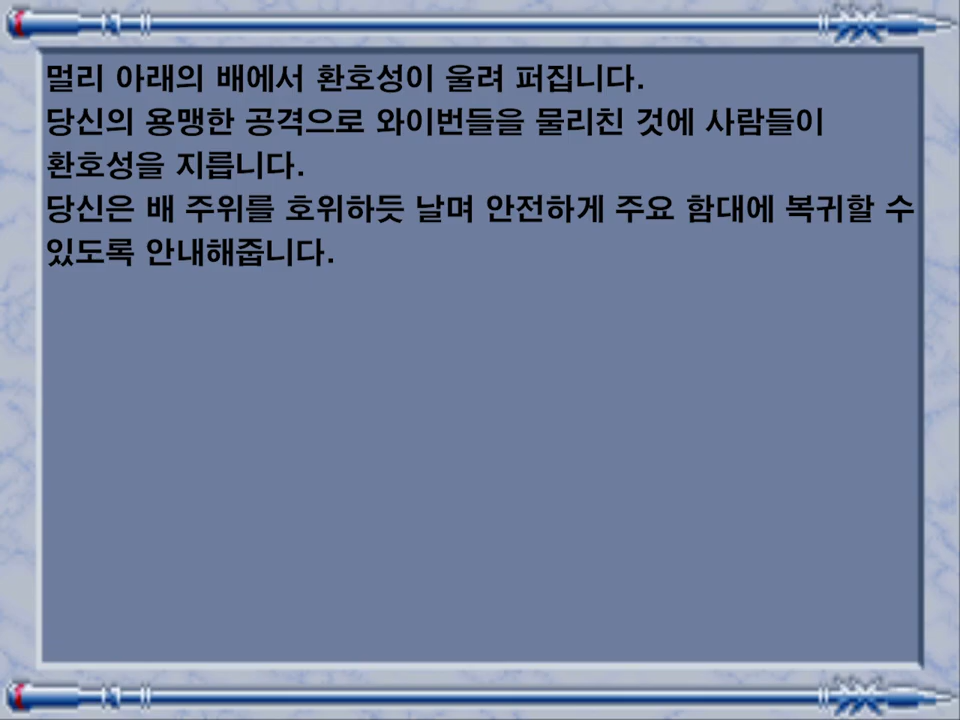 멀리 아래의 배에서 환호성이 울려 퍼집니다.
당신의 용맹한 공격으로 와이번들을 물리친 것에 사람들이
환호성을 지릅니다.
당신은 배 주위를 호위하듯 날며 안전하게 주요 함대에 복귀할 수
있도록 안내해줍니다.